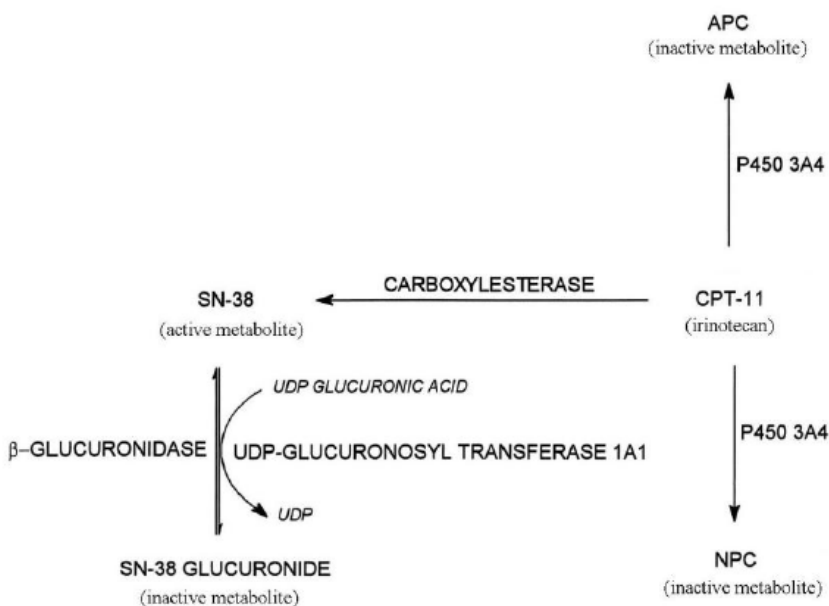 APC
(inactive metabolite)
P450 3A4
CARBOXYLESTERASE
SN-38
(active metabolite)
CPT-11
(irinotecan)
UDP GLUCURONIC ACID
β-GLUCURONIDASE
UDP-GLUCURONOSYL TRANSFERASE 1A1
P450 3A4
UDP
SN-38 GLUCURONIDE
(inactive metabolite)
NPC
(inactive metabolite)